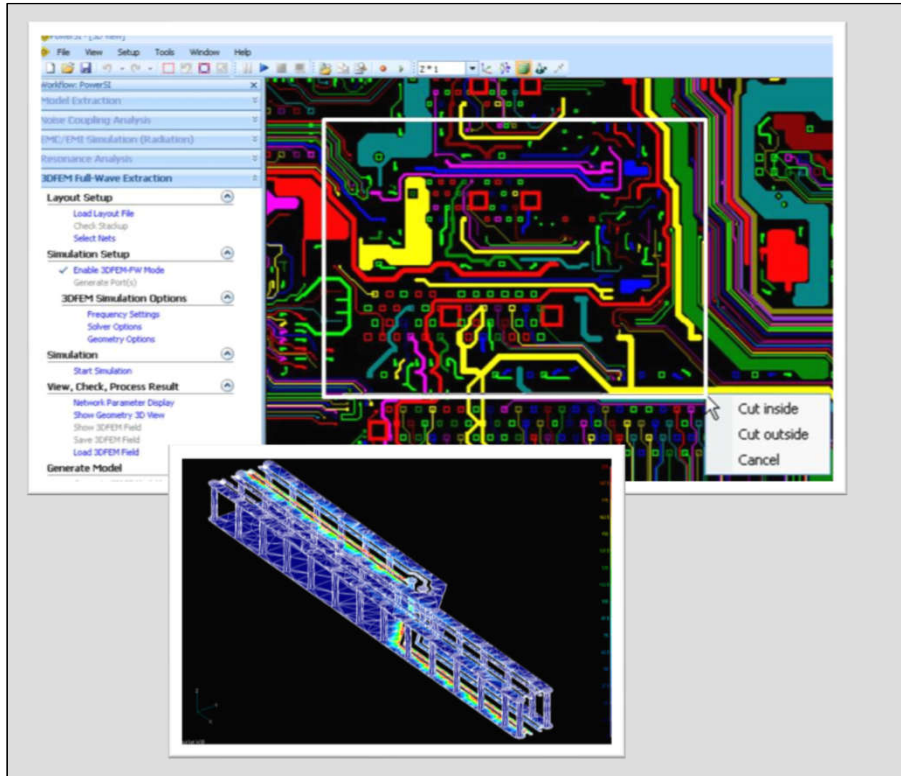 PowerSI - [3D View]
File View Setup Tools Window Help
Z * 1
Workflow: PowerSI
Model Extraction
Noise Coupling Analysis
EMC/EMI Simulation (Radiation)
Resonance Analysis
3DFEM Full-Wave Extraction
Layout Setup
Load Layout File
Check Stackup
Select Nets
Simulation Setup
Enable 3DFEM-FW Mode
Generate Port(s)
3DFEM Simulation Options
Frequency Settings
Solver Options
Geometry Options
Simulation
Start Simulation
View, Check, Process Result
Network Parameter Display
Show Geometry 3D View
Show 3DFEM Field
Save 3DFEM Field
Load 3DFEM Field
Generate Model
Cut inside
Cut outside
Cancel